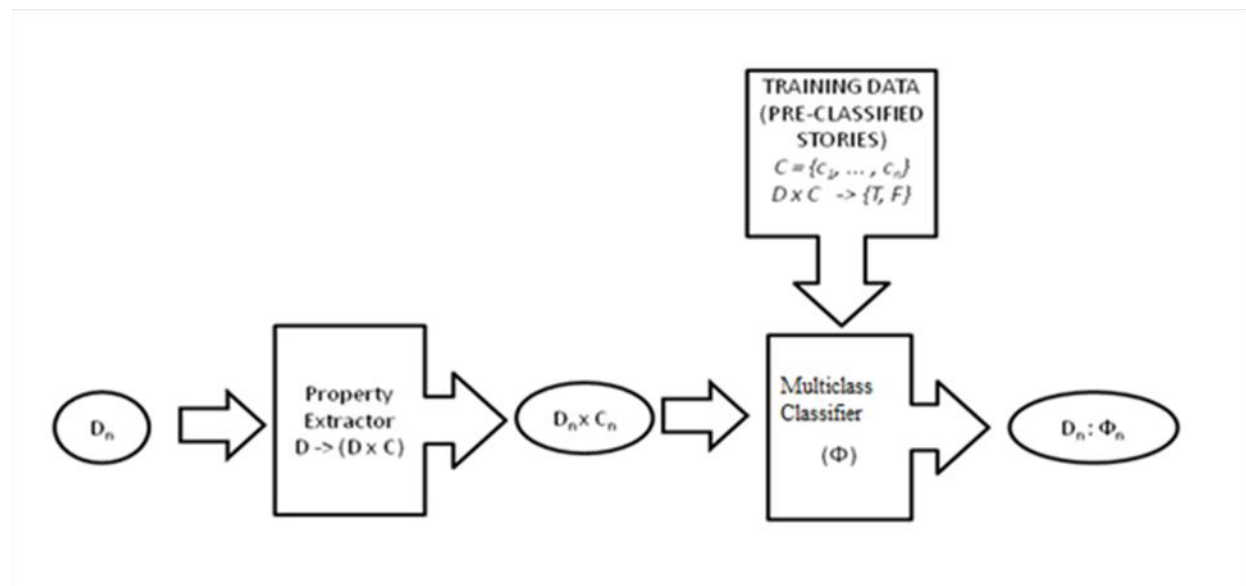 TRAINING DATA
(PRE-CLASSIFIED
STORIES)
C = {c₁, ... , cₙ}
D x C -> {T, F}
Dₙ
Property
Extractor
D -> (D x C)
Dₙ x Cₙ
Multiclass
Classifier
(Φ)
Dₙ : Φₙ